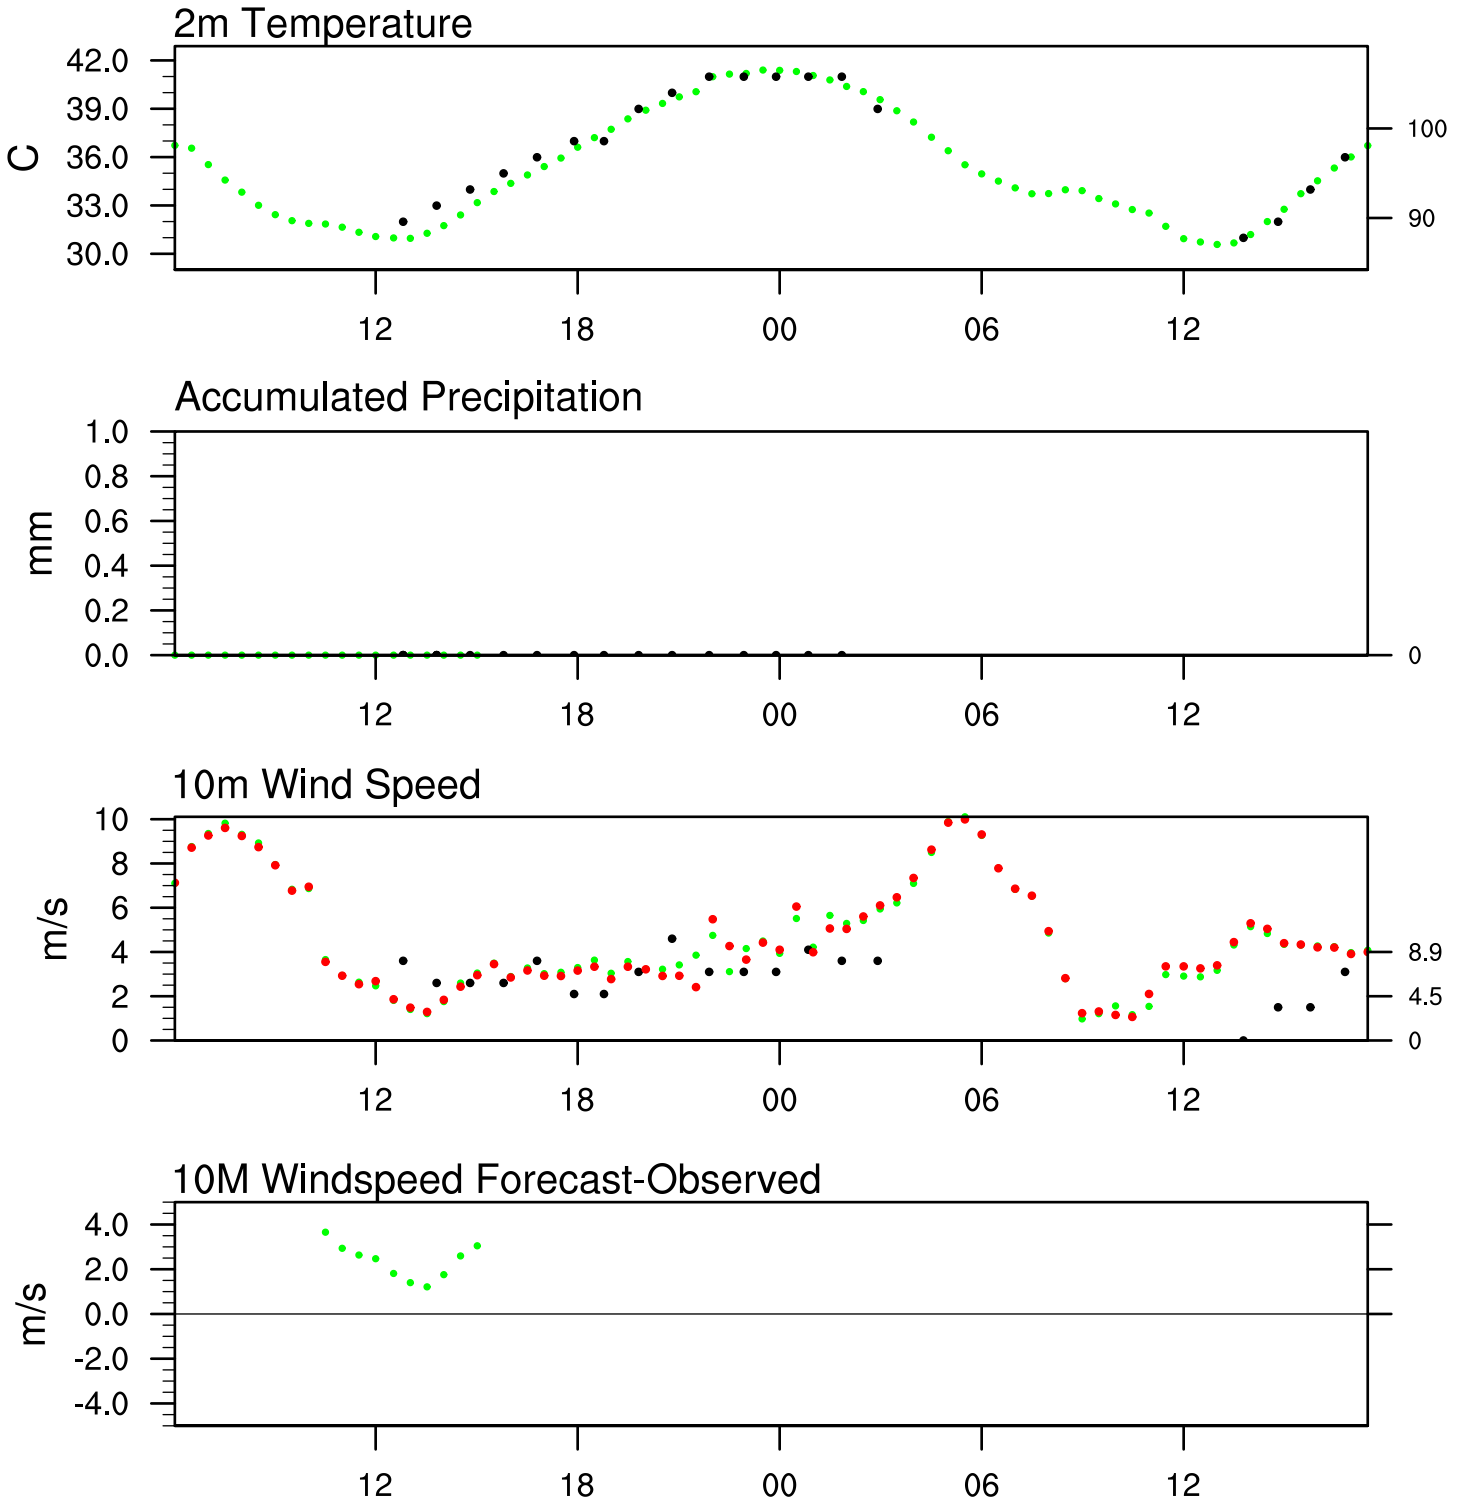 2m Temperature
42.0
39.0
36.0
33.0
30.0
C
100
90
12 18 00 06 12
Accumulated Precipitation
1.0
0.8
0.6
0.4
0.2
0.0
mm
0
12 18 00 06 12
10m Wind Speed
10
8
6
4
2
0
m/s
8.9
4.5
0
12 18 00 06 12
10M Windspeed Forecast-Observed
4.0
2.0
0.0
-2.0
-4.0
m/s
12 18 00 06 12